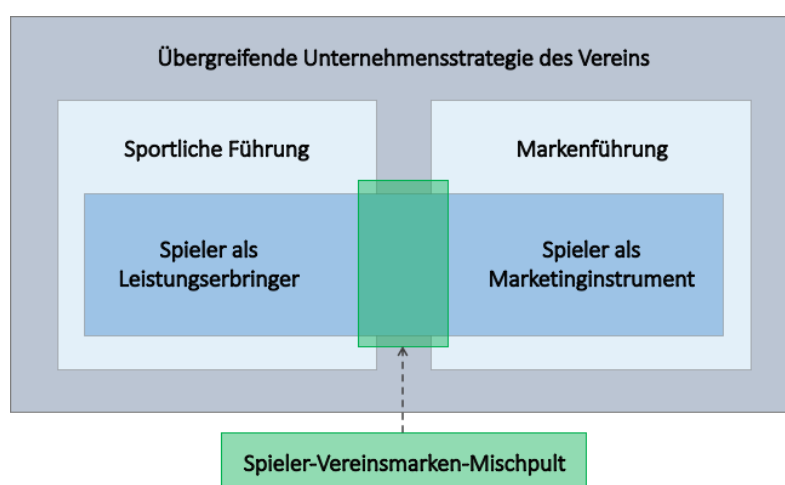 Übergreifende Unternehmensstrategie des Vereins
Sportliche Führung
Markenführung
Spieler als
Leistungserbringer
Spieler als
Marketinginstrument
Spieler-Vereinsmarken-Mischpult